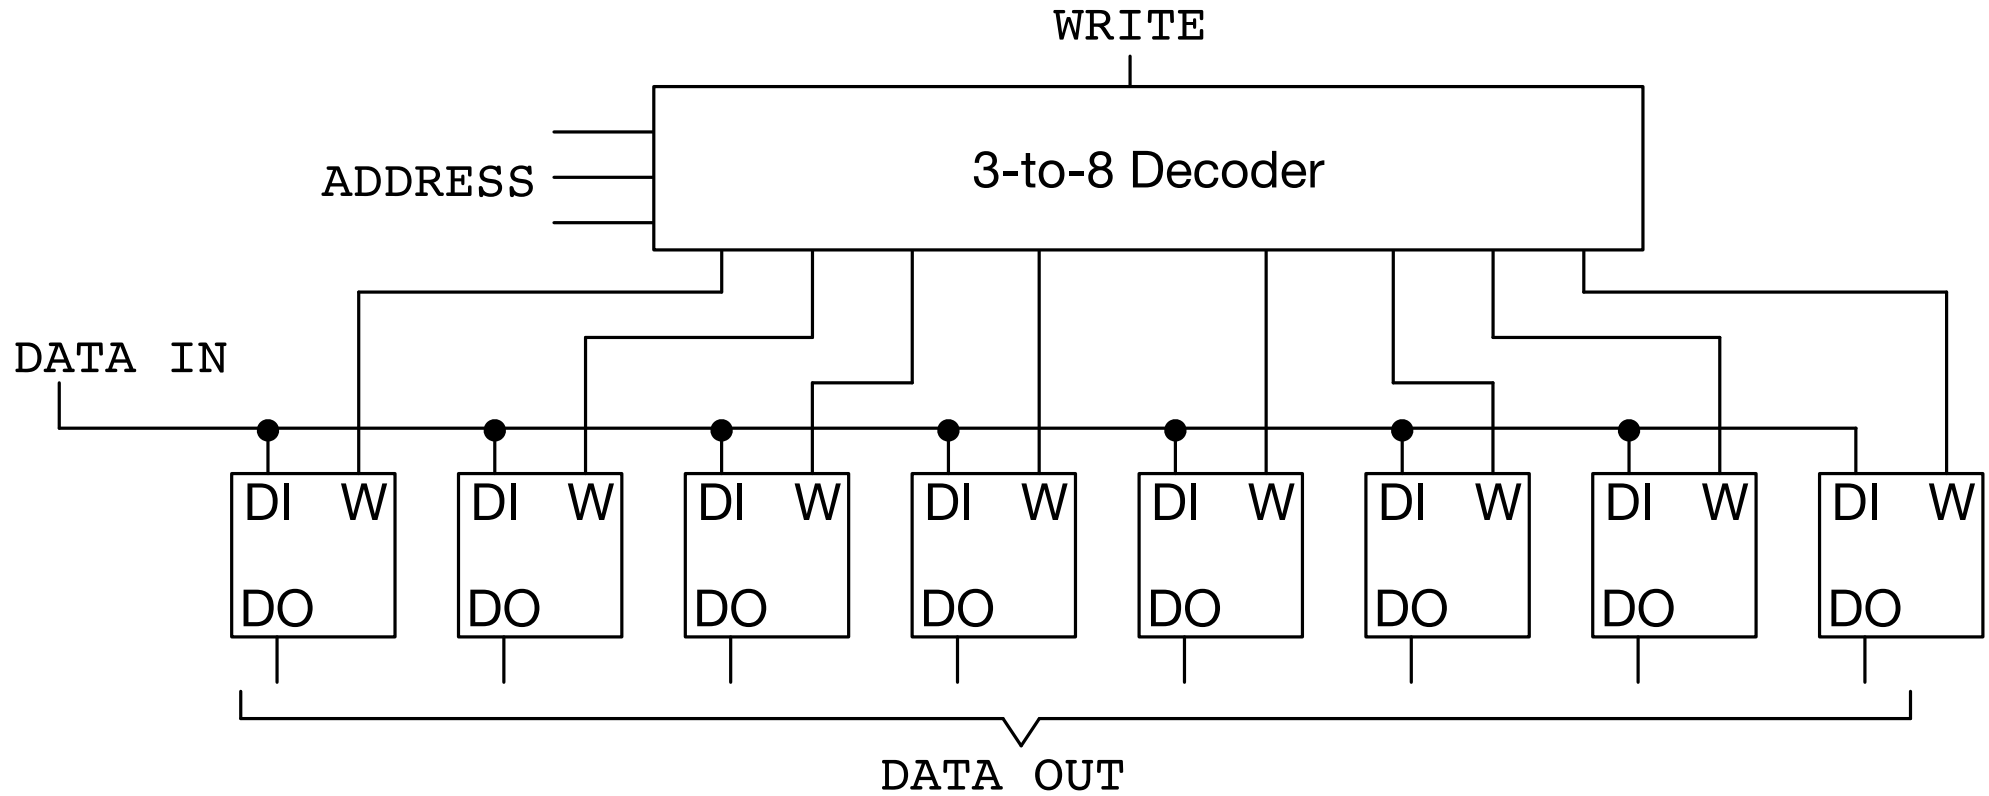 WRITE
3-to-8 Decoder
ADDRESS
DATA IN
DI W DI W DI W DI W DI W DI W DI W DI W
DO DO DO DO DO DO DO DO
DATA OUT